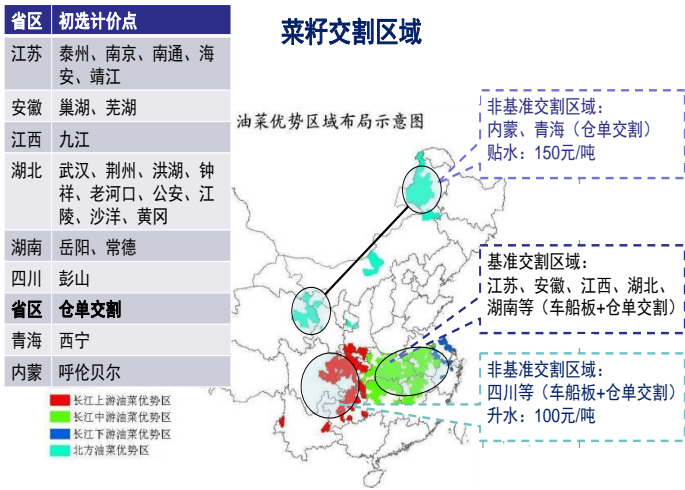 菜籽交割区域
省区 初选计价点
江苏 泰州、南京、南通、海
安、靖江
安徽 巢湖、芜湖
江西 九江
湖北 武汉、荆州、洪湖、钟
祥、老河口、公安、江
陵、沙洋、黄冈
湖南 岳阳、常德
四川 彭山
省区 仓单交割
青海 西宁
内蒙 呼伦贝尔
油菜优势区域布局示意图
非基准交割区域：
内蒙、青海（仓单交割）
贴水：150元/吨
基准交割区域：
江苏、安徽、江西、湖北、
湖南等（车船板+仓单交割）
非基准交割区域：
四川等（车船板+仓单交割）
升水：100元/吨
长江上游油菜优势区
长江中游油菜优势区
长江下游油菜优势区
北方油菜优势区